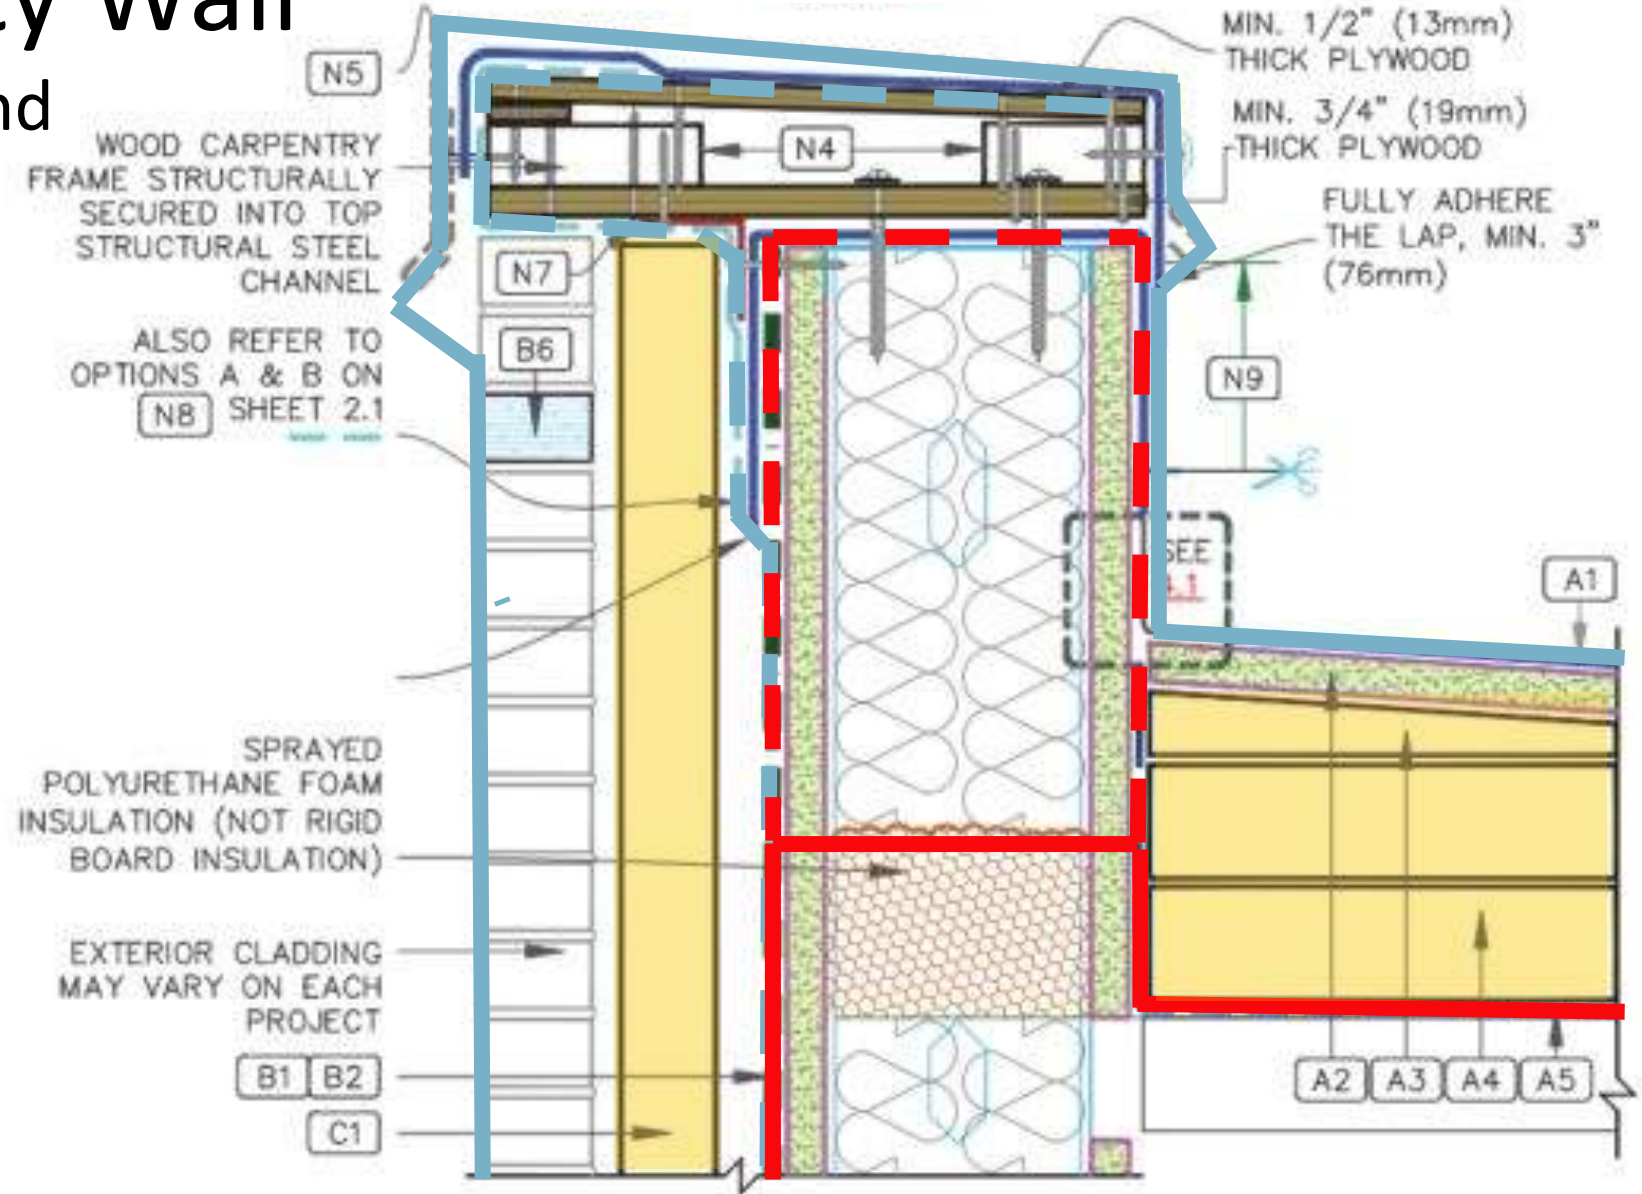 ty Wall
nd
N5
WOOD CARPENTRY
FRAME STRUCTURALLY
SECURED INTO TOP
STRUCTURAL STEEL
CHANNEL
ALSO REFER TO
OPTIONS A & B ON
N8 SHEET 2.1
N4
N7
B6
MIN. 1/2" (13mm)
THICK PLYWOOD
MIN. 3/4" (19mm)
THICK PLYWOOD
FULLY ADHERE
THE LAP, MIN. 3"
(76mm)
N9
SEE
A1
SPRAYED
POLYURETHANE FOAM
INSULATION (NOT RIGID
BOARD INSULATION)
EXTERIOR CLADDING
MAY VARY ON EACH
PROJECT
B1 B2
C1
A2 A3 A4 A5